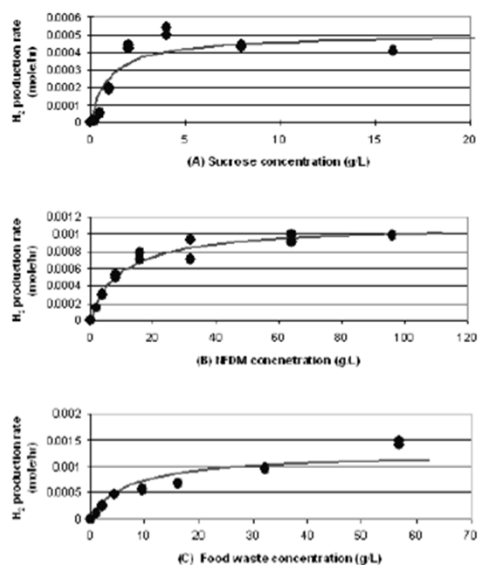 H2 production rate
(mole/hr)
0.0006
0.0005
0.0004
0.0003
0.0002
0.0001
0
0 5 10 15 20
(A) Sucrose concentration (g/L)
H2 production rate
(mole/hr)
0.0012
0.001
0.0008
0.0006
0.0004
0.0002
0
0 20 40 60 80 100 120
(B) NFDM concnetration (g/L)
H2 production rate
(mole/hr)
0.002
0.0015
0.001
0.0005
0
0 10 20 30 40 50 60 70
(C) Food waste concentration (g/L)